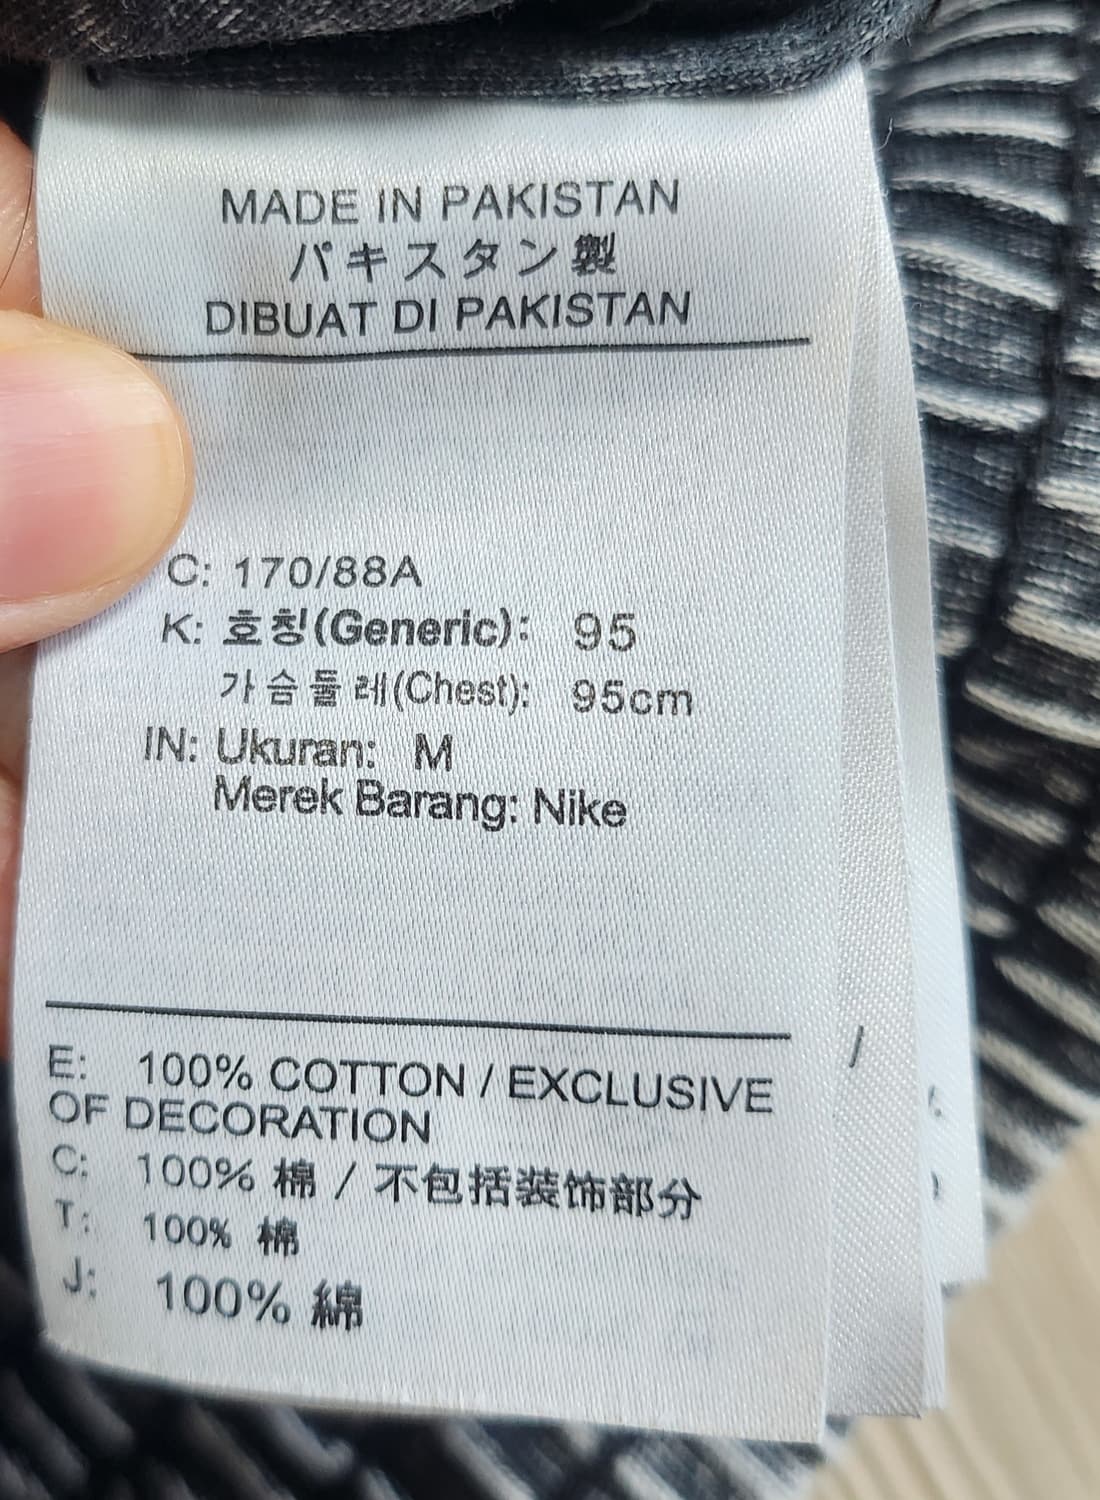 MADE IN PAKISTAN
パキスタン製
DIBUAT DI PAKISTAN
C: 170/88A
K: 호칭(Generic): 95
가슴둘레(Chest): 95cm
IN: Ukuran: M
Merek Barang: Nike
E: 100% COTTON / EXCLUSIVE
OF DECORATION
C: 100% 棉 / 不包括装饰部分
T: 100% 棉
J: 100% 綿
/